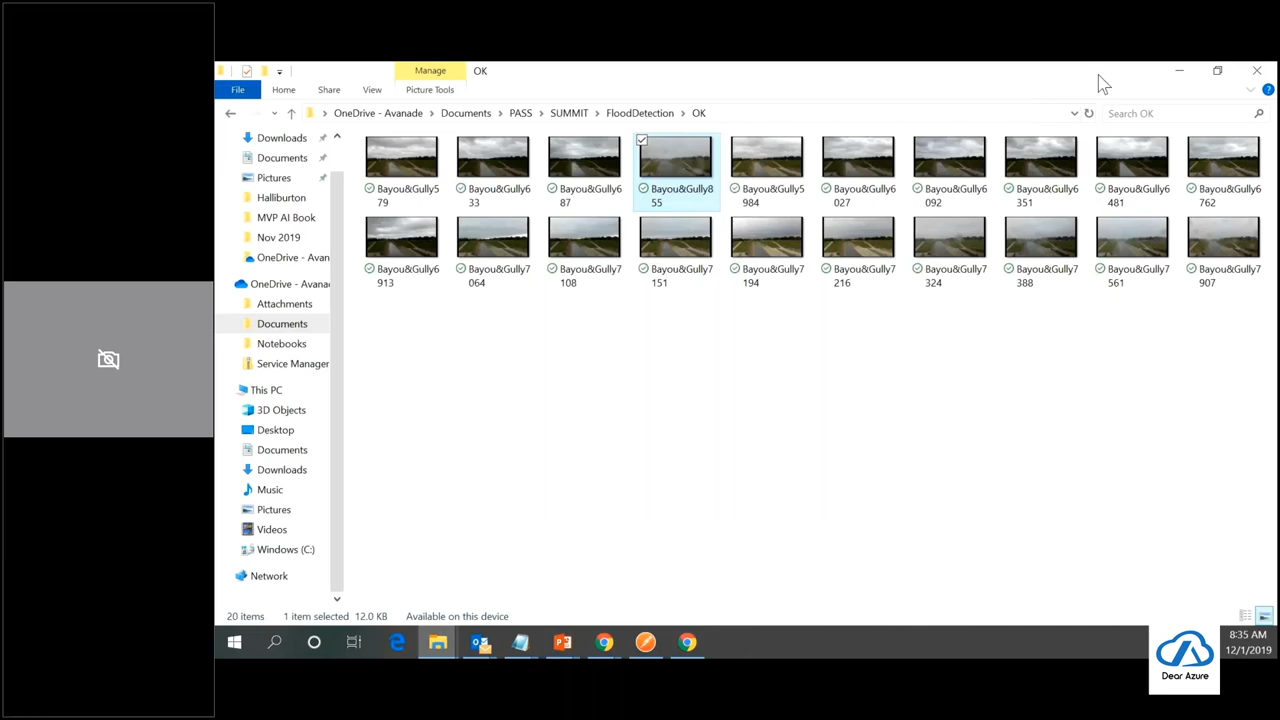 Manage
OK
File
Home
Share
View
Picture Tools
OneDrive - Avanade > Documents > PASS > SUMMIT > FloodDetection > OK
Search OK
Downloads
Documents
Pictures
Halliburton
MVP AI Book
Nov 2019
OneDrive - Avan
OneDrive - Avana
Attachments
Documents
Notebooks
Service Manager
This PC
3D Objects
Desktop
Documents
Downloads
Music
Pictures
Videos
Windows (C:)
Network
Bayou&Gully5
79
Bayou&Gully6
33
Bayou&Gully6
87
Bayou&Gully8
55
Bayou&Gully5
984
Bayou&Gully6
027
Bayou&Gully6
092
Bayou&Gully6
351
Bayou&Gully6
481
Bayou&Gully6
762
Bayou&Gully6
913
Bayou&Gully7
064
Bayou&Gully7
108
Bayou&Gully7
151
Bayou&Gully7
194
Bayou&Gully7
216
Bayou&Gully7
324
Bayou&Gully7
388
Bayou&Gully7
561
Bayou&Gully7
907
20 items
1 item selected 12.0 KB
Available on this device
8:35 AM
12/1/2019
Dear Azure